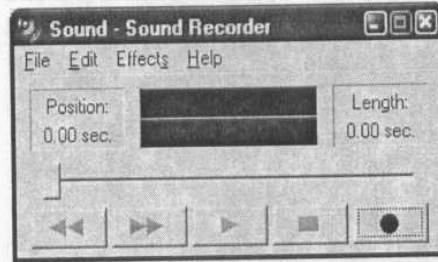 Sound - Sound Recorder
File Edit Effects Help
Position:
0.00 sec.
Length:
0.00 sec.